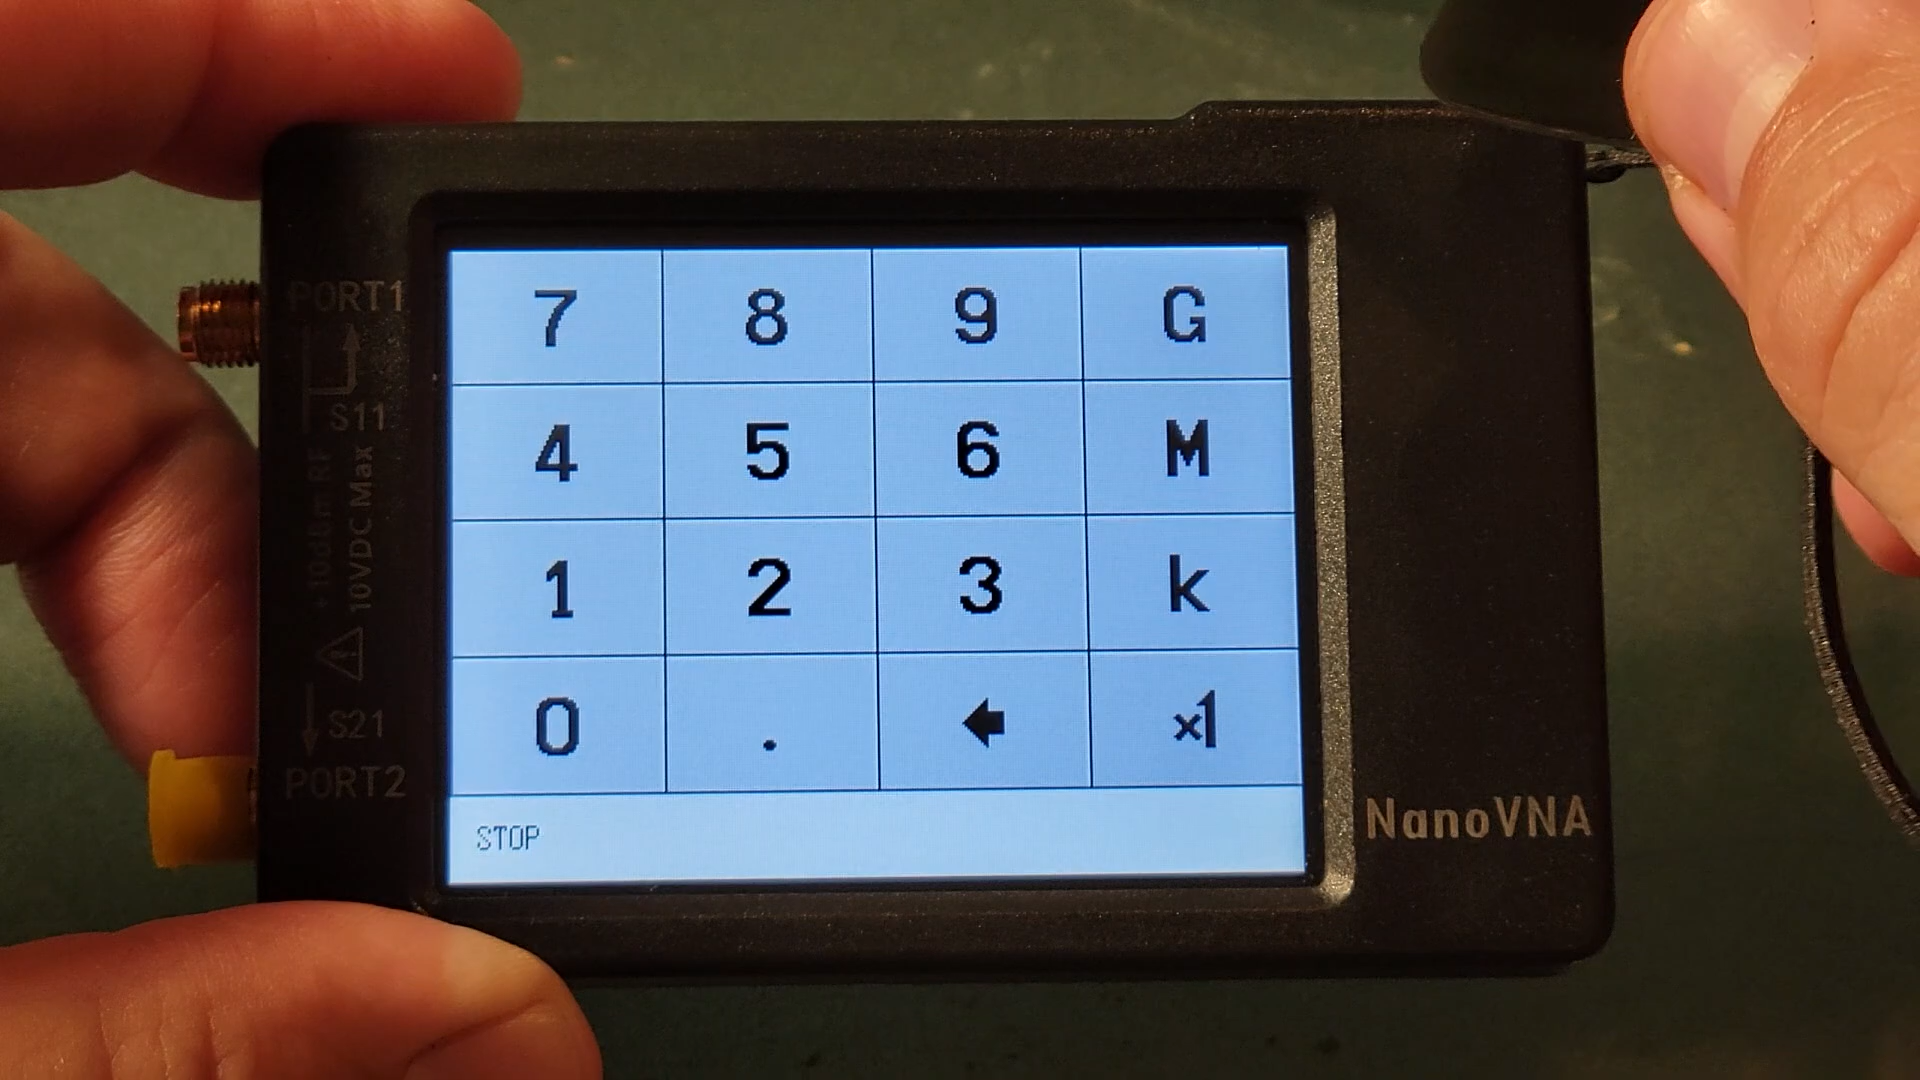 PORT1
S11
+10dBm RF
10VDC Max
S21
PORT2
7 8 9 G
4 5 6 M
1 2 3 k
0 . ← ×1
STOP
NanoVNA